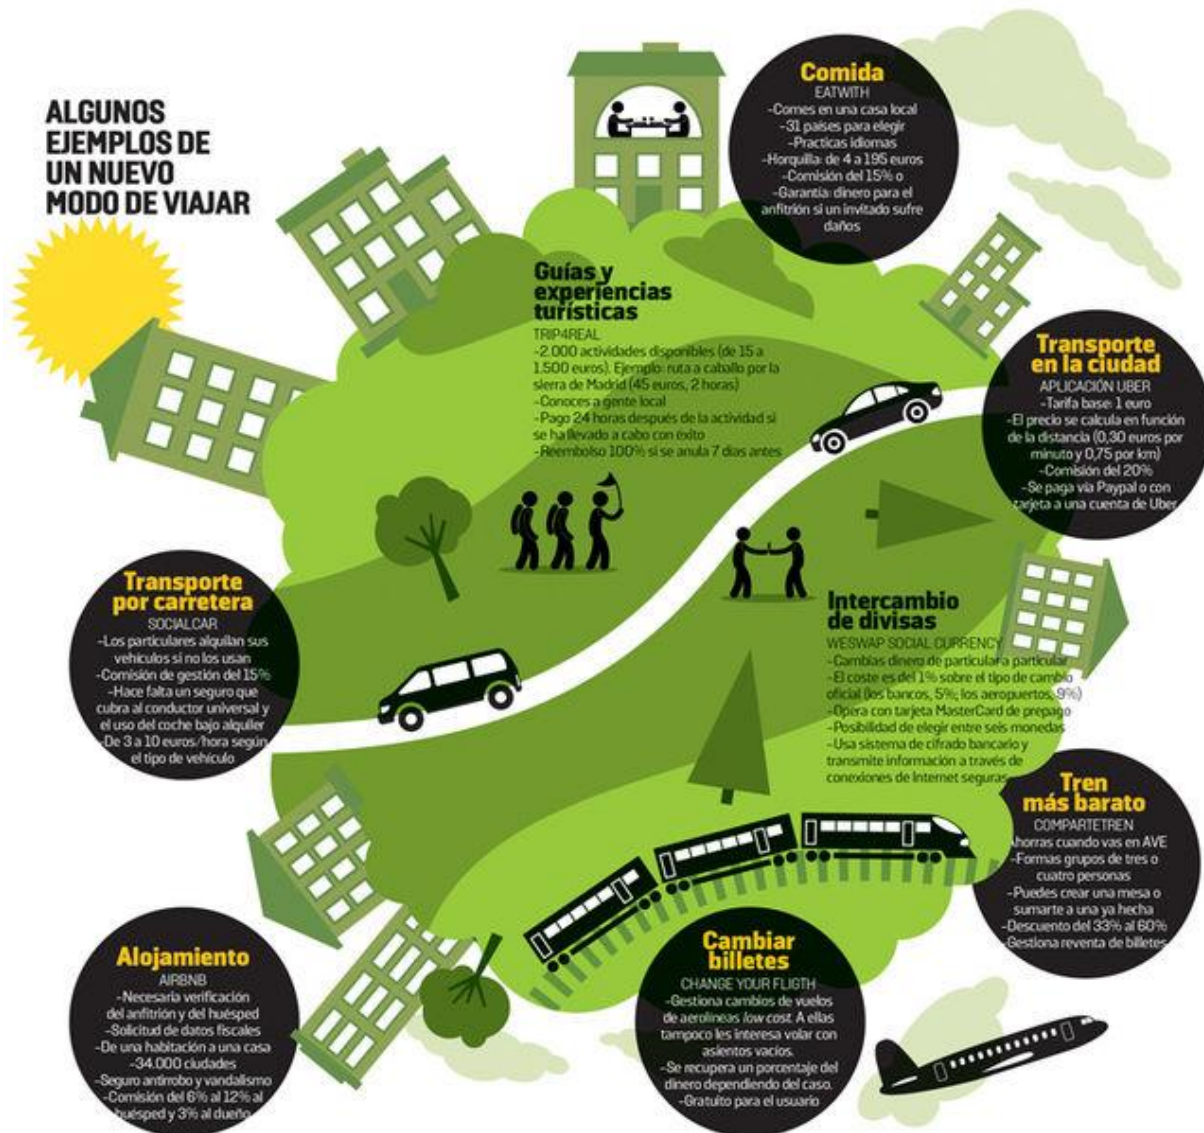 ALGUNOS
EJEMPLOS DE
UN NUEVO
MODO DE VIAJAR
Comida
EATWITH
-Comes en una casa local
-31 países para elegir
-Practicas idiomas
-Horquilla: de 4 a 195 euros
-Comisión del 15% o
-Garantía: dinero para el
anfitrión si un invitado sufre
daños
Guías y
experiencias
turísticas
TRIP4REAL
-2.000 actividades disponibles (de 15 a
1.500 euros). Ejemplo: ruta a caballo por la
sierra de Madrid (45 euros, 2 horas)
-Conoces a gente local
-Pago 24 horas después de la actividad si
se ha llevado a cabo con éxito
-Reembolso 100% si se anula 7 días antes
Transporte
en la ciudad
APLICACIÓN UBER
-Tarifa base: 1 euro
-El precio se calcula en función
de la distancia (0,30 euros por
minuto y 0,75 por km)
-Comisión del 20%
-Se paga vía Paypal o con
tarjeta a una cuenta de Uber
Transporte
por carretera
SOCIALCAR
-Los particulares alquilan sus
vehículos si no los usan
-Comisión de gestión del 15%
-Hace falta un seguro que
cubra al conductor universal y
el uso del coche bajo alquiler
-De 3 a 10 euros/hora según
el tipo de vehículo
Intercambio
de divisas
WESWAP SOCIAL CURRENCY
-Cambias dinero de particular a particular
-El coste es del 1% sobre el tipo de cambio
oficial (los bancos, 5%; los aeropuertos, 9%)
-Opera con tarjeta MasterCard de prepago
-Posibilidad de elegir entre seis monedas
-Usa sistema de cifrado bancario y
transmite información a través de
conexiones de Internet seguras
Tren
más barato
COMPARTETREN
Ahorras cuando vas en AVE
-Formas grupos de tres o
cuatro personas
-Puedes crear una mesa o
sumarte a una ya hecha
-Descuento del 33% al 60%
-Gestiona reventa de billetes
Alojamiento
AIRBNB
-Necesaria verificación
del anfitrión y del huésped
-Solicitud de datos fiscales
-De una habitación a una casa
-34.000 ciudades
-Seguro antirrobo y vandalismo
-Comisión del 6% al 12% al
huésped y 3% al dueño
Cambiar
billetes
CHANGE YOUR FLIGTH
-Gestiona cambios de vuelos
de aerolíneas low cost. A ellas
tampoco les interesa volar con
asientos vacíos.
-Se recupera un porcentaje del
dinero dependiendo del caso.
-Gratuito para el usuario